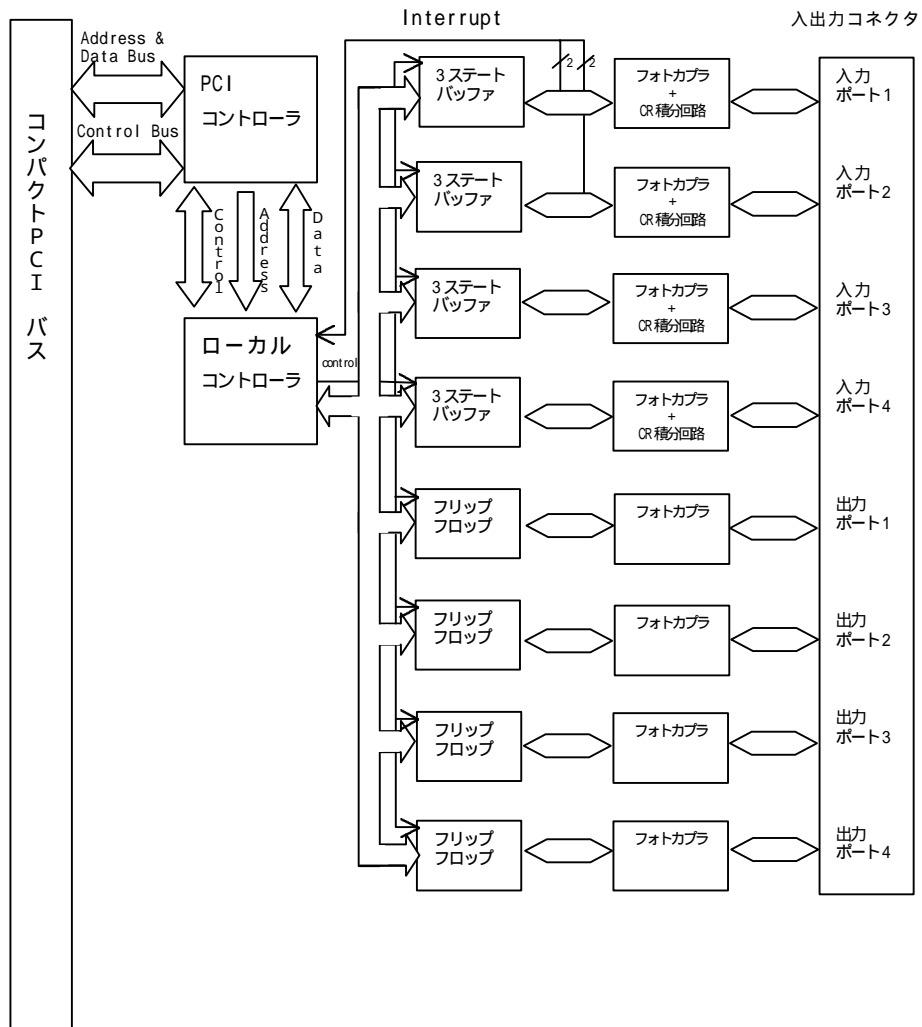 Interrupt
入出力コネクタ
コンパクトPCI バス
Address &
Data Bus
Control Bus
PCI
コントローラ
Control
Address
Data
ローカル
コントローラ
control
2
2
3ステート
バッファ
フォトカプラ
+
CR積分回路
入力
ポート1
3ステート
バッファ
フォトカプラ
+
CR積分回路
入力
ポート2
3ステート
バッファ
フォトカプラ
+
CR積分回路
入力
ポート3
3ステート
バッファ
フォトカプラ
+
CR積分回路
入力
ポート4
フリップ
フロップ
フォトカプラ
出力
ポート1
フリップ
フロップ
フォトカプラ
出力
ポート2
フリップ
フロップ
フォトカプラ
出力
ポート3
フリップ
フロップ
フォトカプラ
出力
ポート4